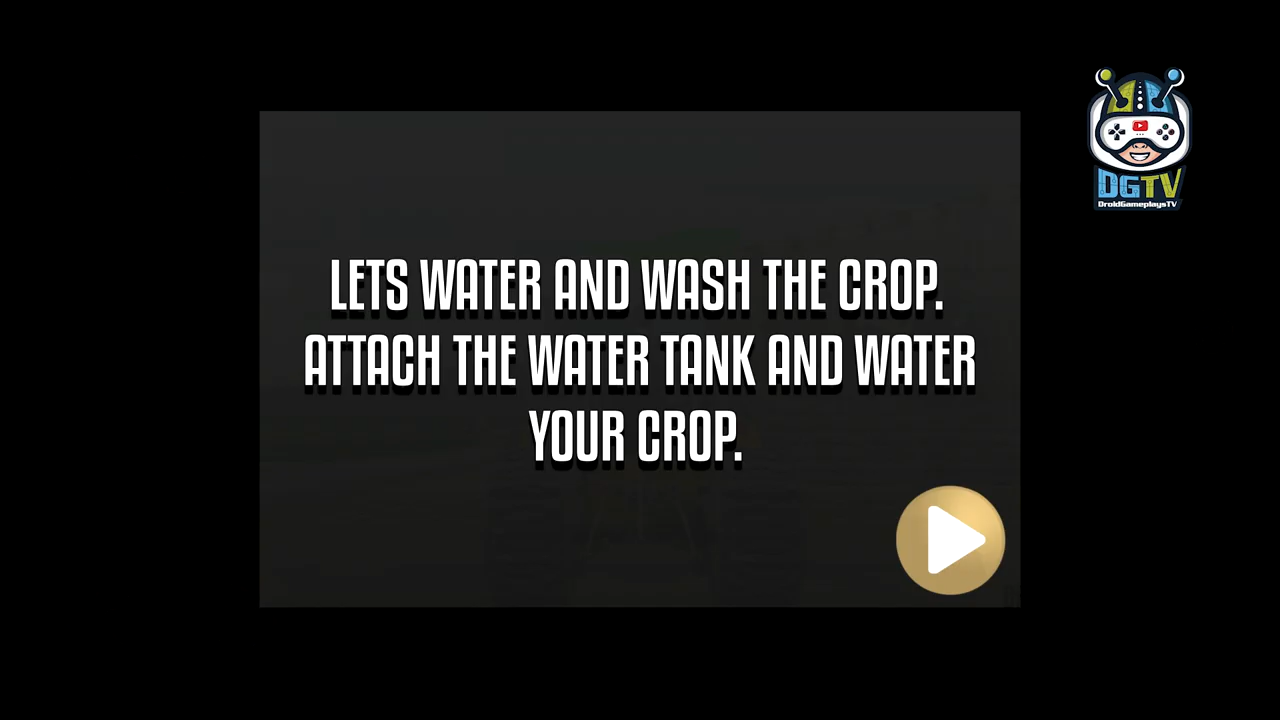 LETS WATER AND WASH THE CROP.
ATTACH THE WATER TANK AND WATER
YOUR CROP.
DGTV
DroidGameplaysTV